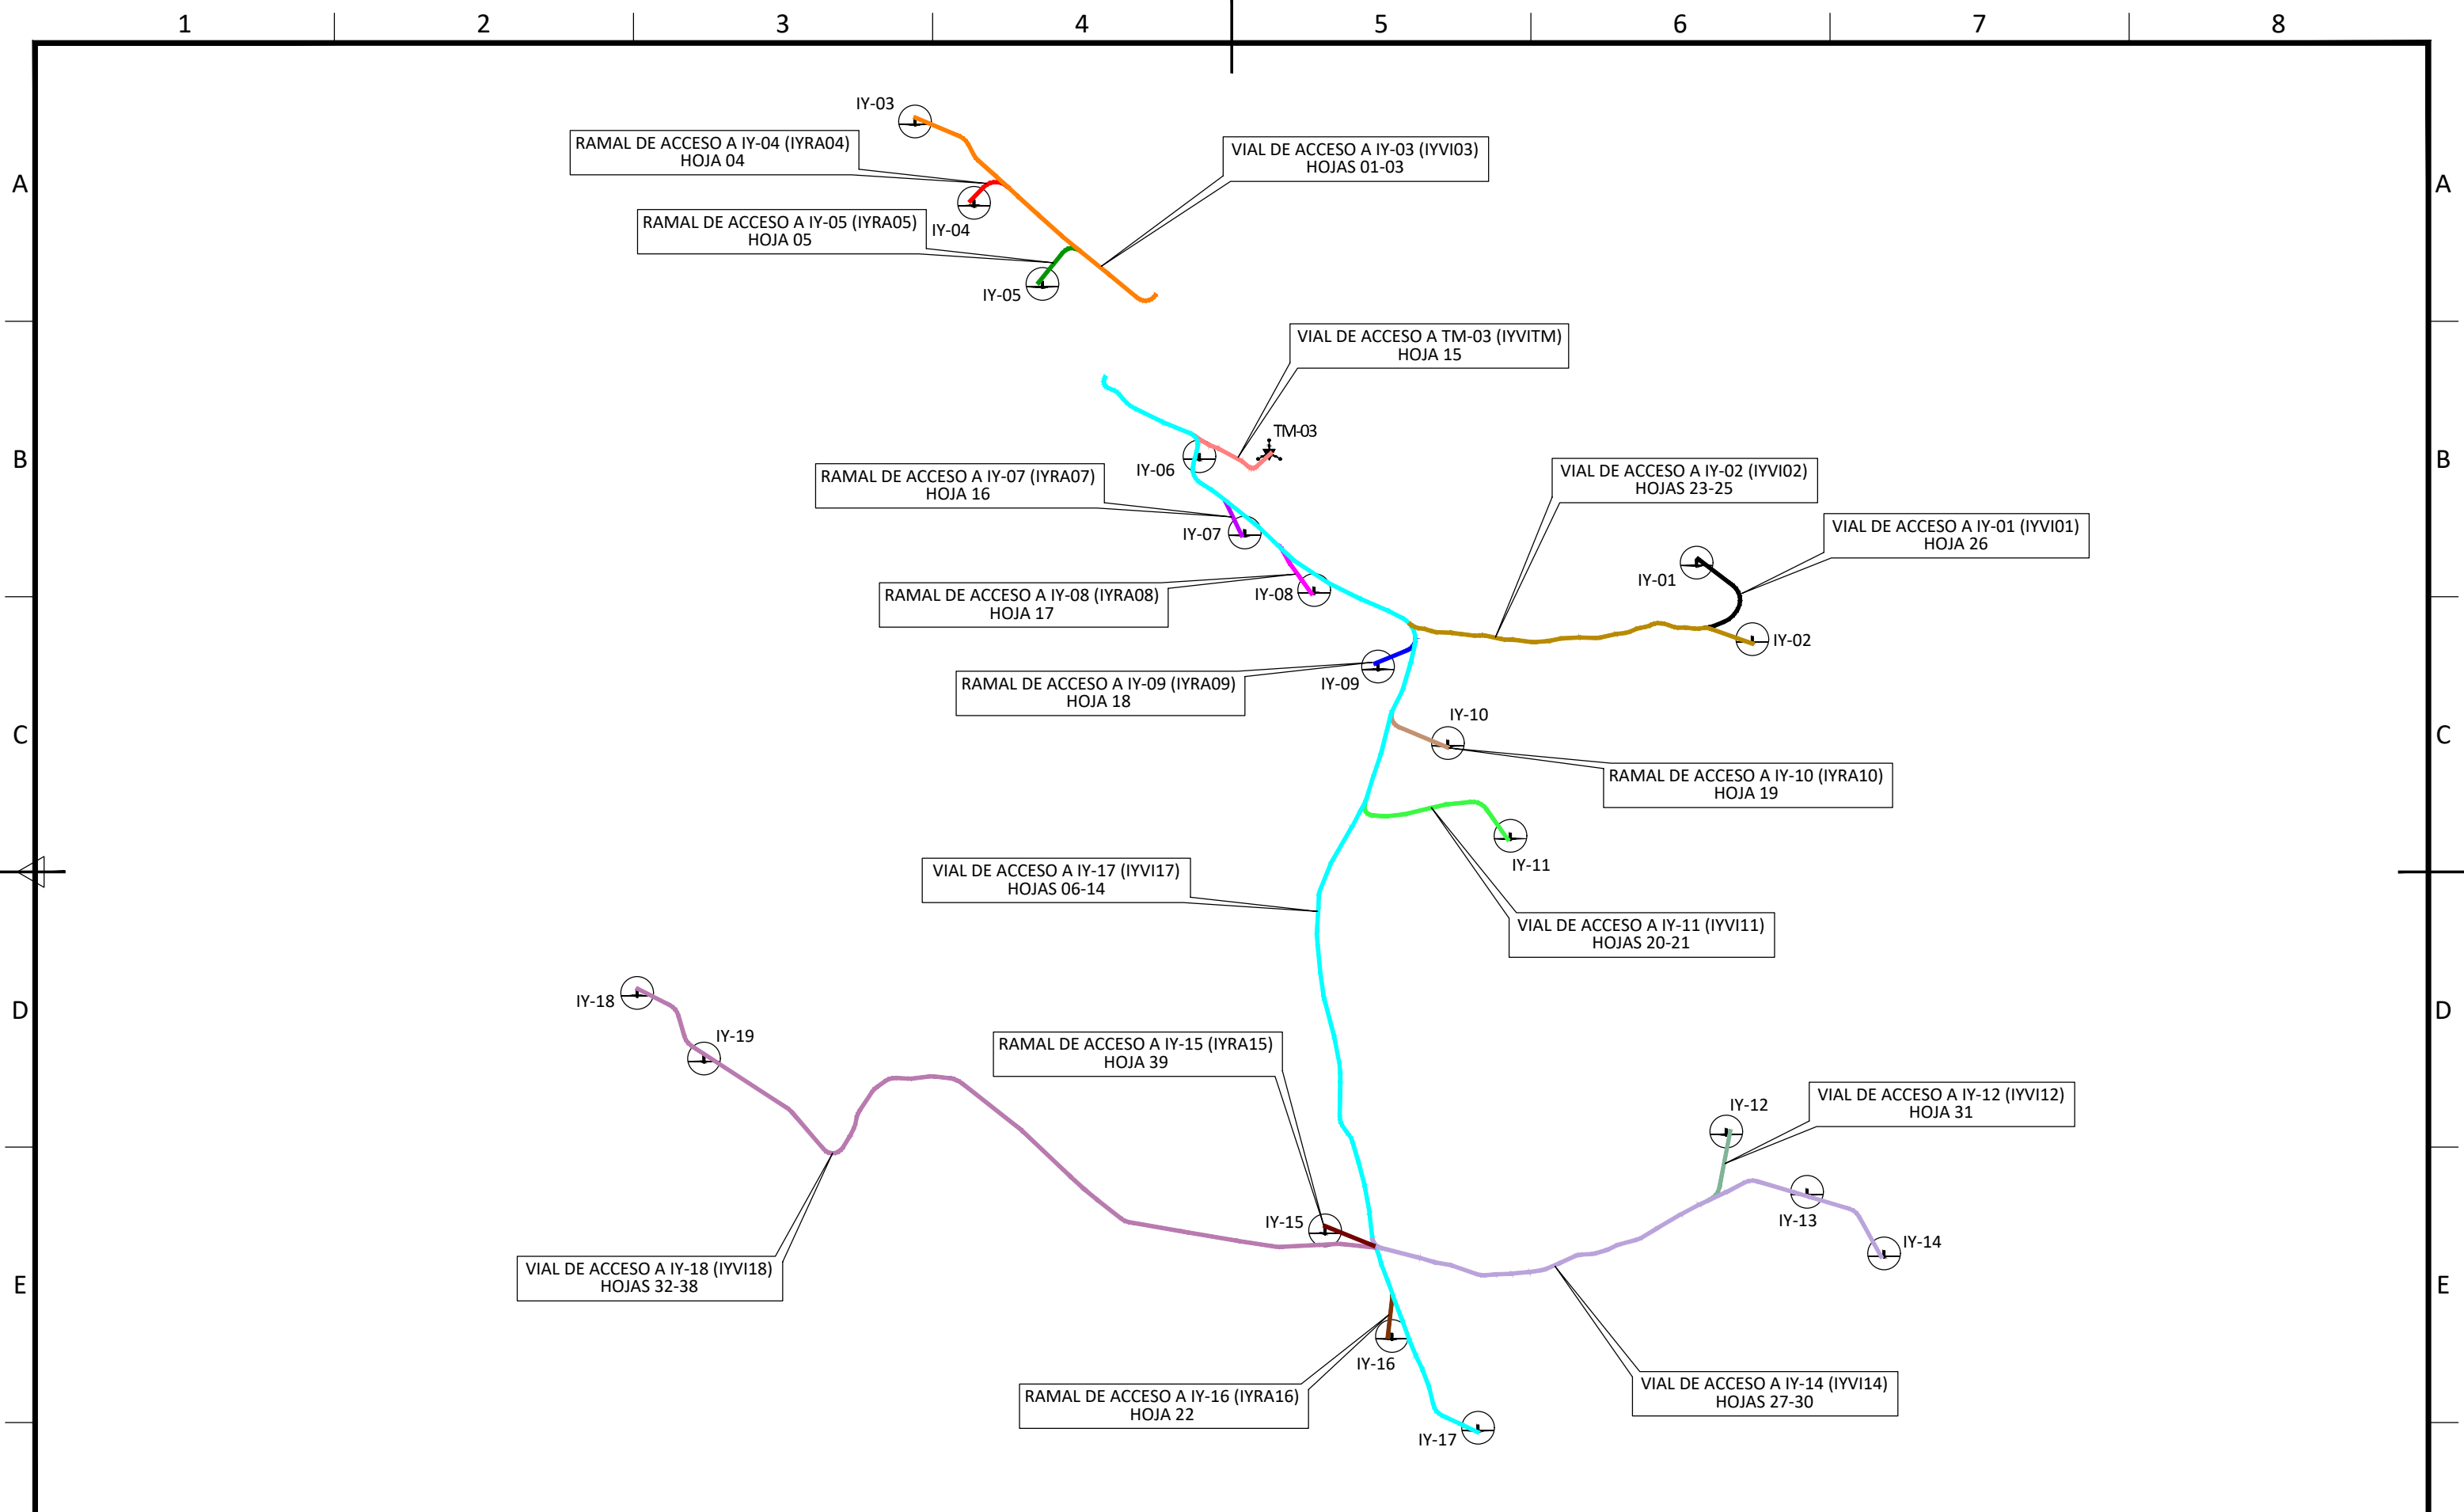 1 2 3 4 5 6 7 8
IY-03
RAMAL DE ACCESO A IY-04 (IYRA04)
HOJA 04
VIAL DE ACCESO A IY-03 (IYVI03)
HOJAS 01-03
A A
RAMAL DE ACCESO A IY-05 (IYRA05)
HOJA 05
IY-04
IY-05
VIAL DE ACCESO A TM-03 (IYVITM)
HOJA 15
TM-03
B B
IY-06
RAMAL DE ACCESO A IY-07 (IYRA07)
HOJA 16
VIAL DE ACCESO A IY-02 (IYVI02)
HOJAS 23-25
IY-07
VIAL DE ACCESO A IY-01 (IYVI01)
HOJA 26
IY-01
RAMAL DE ACCESO A IY-08 (IYRA08)
HOJA 17
IY-08
IY-02
RAMAL DE ACCESO A IY-09 (IYRA09)
HOJA 18
IY-09
IY-10
C C
RAMAL DE ACCESO A IY-10 (IYRA10)
HOJA 19
IY-11
VIAL DE ACCESO A IY-17 (IYVI17)
HOJAS 06-14
VIAL DE ACCESO A IY-11 (IYVI11)
HOJAS 20-21
IY-18
D D
IY-19
RAMAL DE ACCESO A IY-15 (IYRA15)
HOJA 39
VIAL DE ACCESO A IY-12 (IYVI12)
HOJA 31
IY-12
IY-15
IY-13
IY-14
VIAL DE ACCESO A IY-18 (IYVI18)
HOJAS 32-38
E E
IY-16
RAMAL DE ACCESO A IY-16 (IYRA16)
HOJA 22
VIAL DE ACCESO A IY-14 (IYVI14)
HOJAS 27-30
IY-17